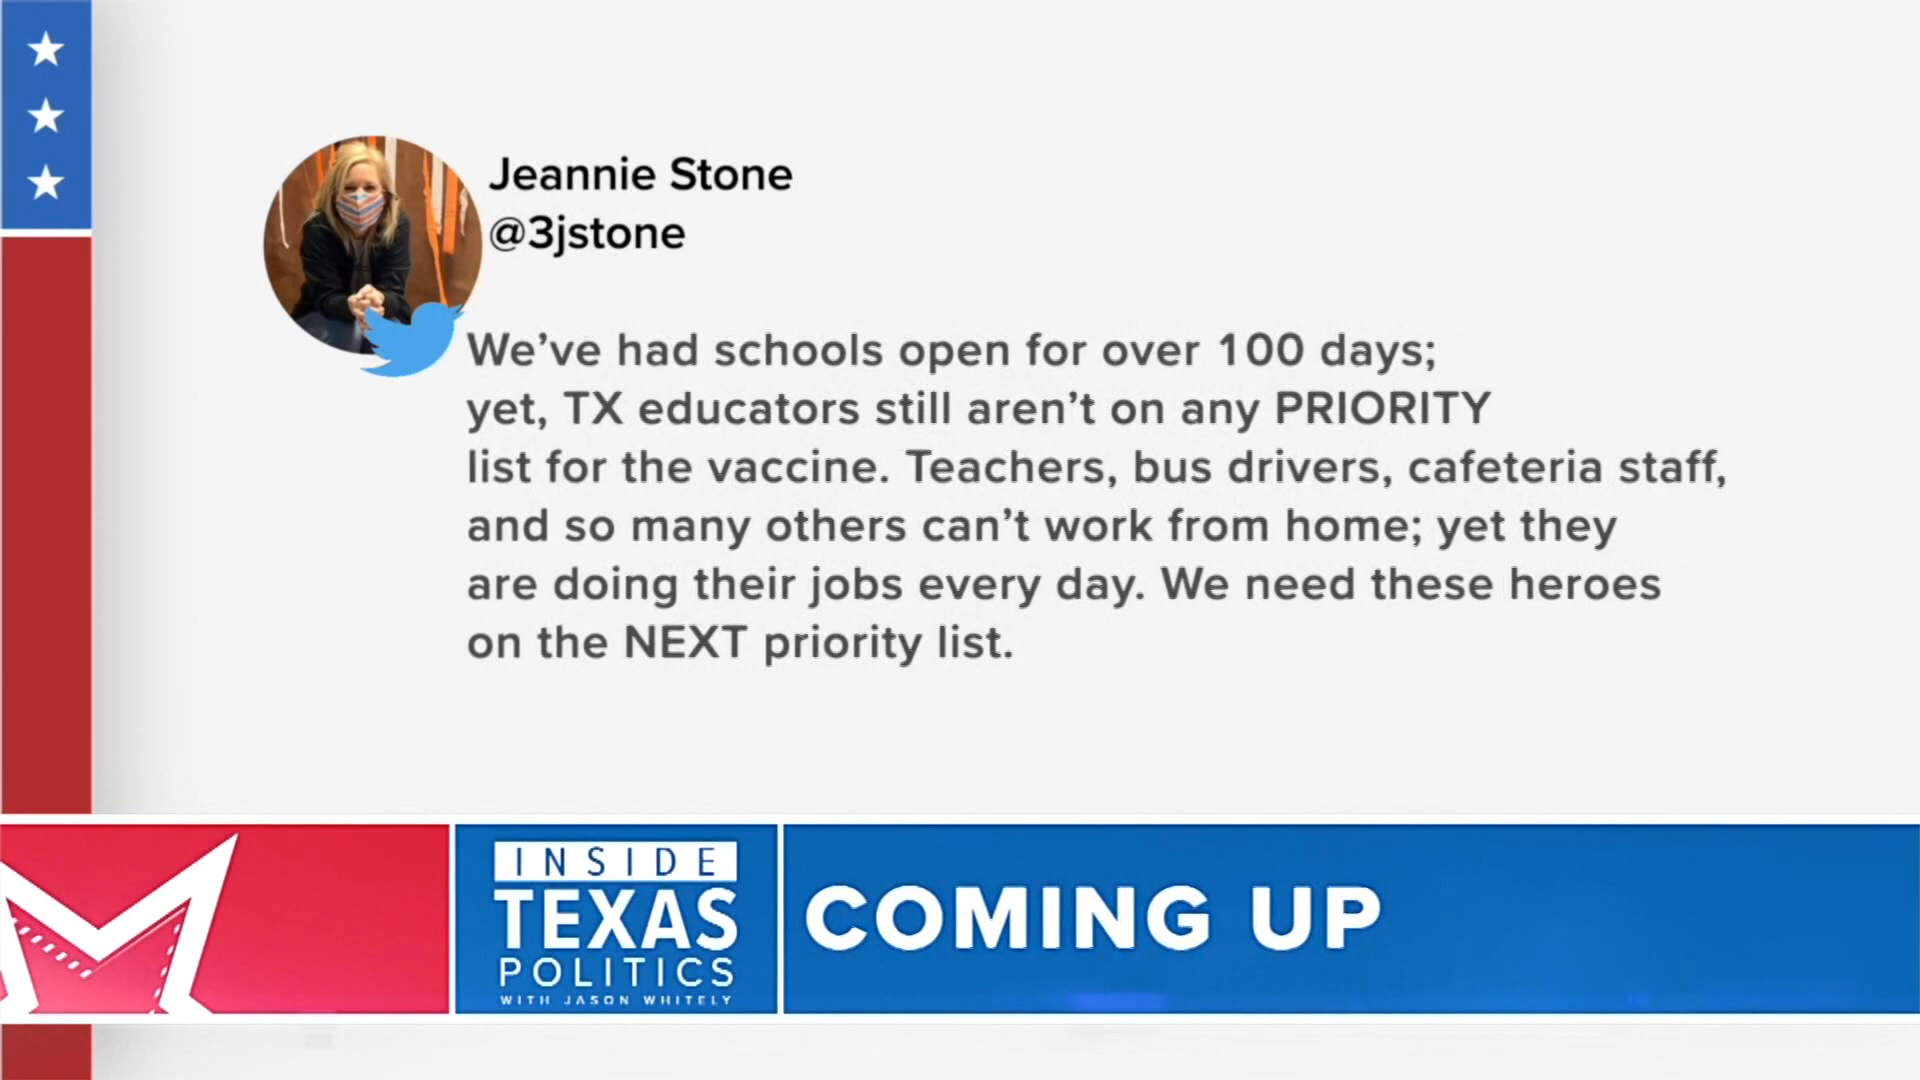 Jeannie Stone
@3jstone
We’ve had schools open for over 100 days;
yet, TX educators still aren’t on any PRIORITY
list for the vaccine. Teachers, bus drivers, cafeteria staff,
and so many others can’t work from home; yet they
are doing their jobs every day. We need these heroes
on the NEXT priority list.
INSIDE
TEXAS
POLITICS
WITH JASON WHITELY
COMING UP